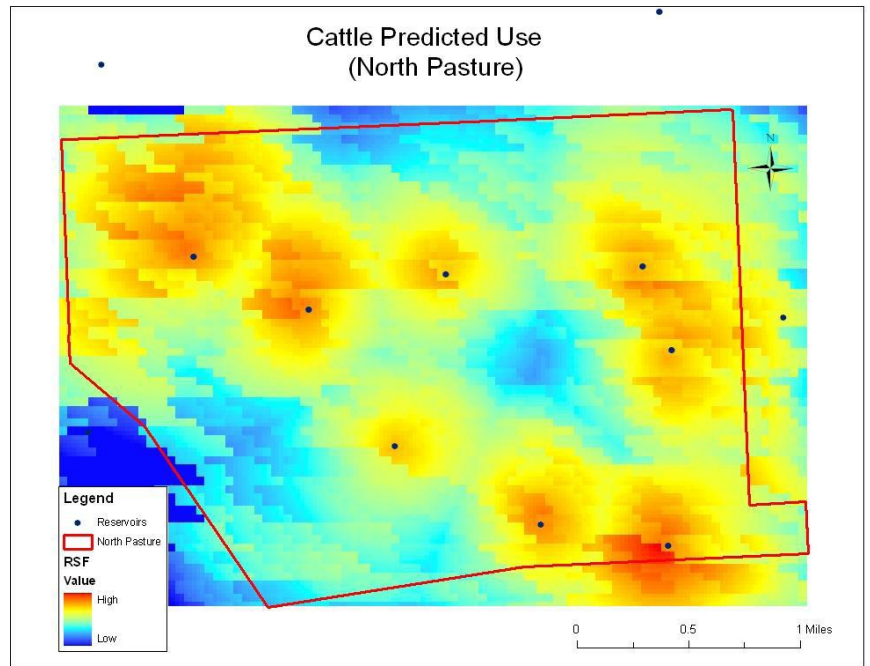 Cattle Predicted Use
(North Pasture)
N
Legend
Reservoirs
North Pasture
RSF
Value
High
Low
0 0.5 1 Miles